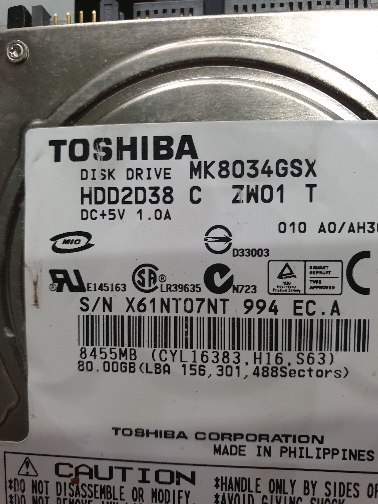 TOSHIBA
DISK DRIVE MK8034GSX
HDD2D38 C ZW01 T
DC+5V 1.0A
010 A0/AH30
MIC
D33003
E145163 LR39635 N723
S/N X61NT07NT 994 EC.A
8455MB (CYL16383,H16,S63)
80.00GB(LBA 156,301,488Sectors)
TOSHIBA CORPORATION
MADE IN PHILIPPINES
CAUTION
*DO NOT DISASSEMBLE OR MODIFY. *HANDLE ONLY BY SIDES OF
*AVOID GIVING SHOCK